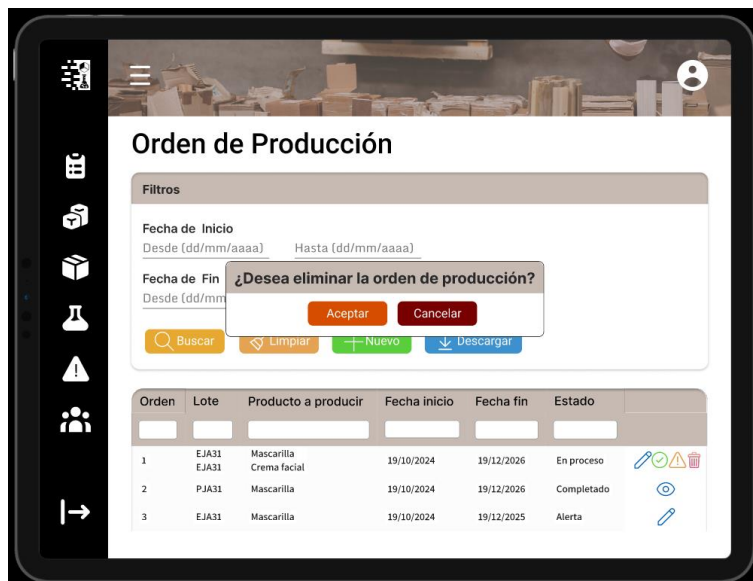 Orden de Producción
Filtros
Fecha de Inicio
Desde (dd/mm/aaaa) Hasta (dd/mm/aaaa)
Fecha de Fin
Desde (dd/mm
¿Desea eliminar la orden de producción?
Aceptar Cancelar
Buscar Limpiar Nuevo Descargar
Orden Lote Producto a producir Fecha inicio Fecha fin Estado
1 EJA31 Mascarilla 19/10/2024 19/12/2026 En proceso
EJA31 Crema facial
2 PJA31 Mascarilla 19/10/2024 19/12/2026 Completado
3 EJA31 Mascarilla 19/10/2024 19/12/2025 Alerta